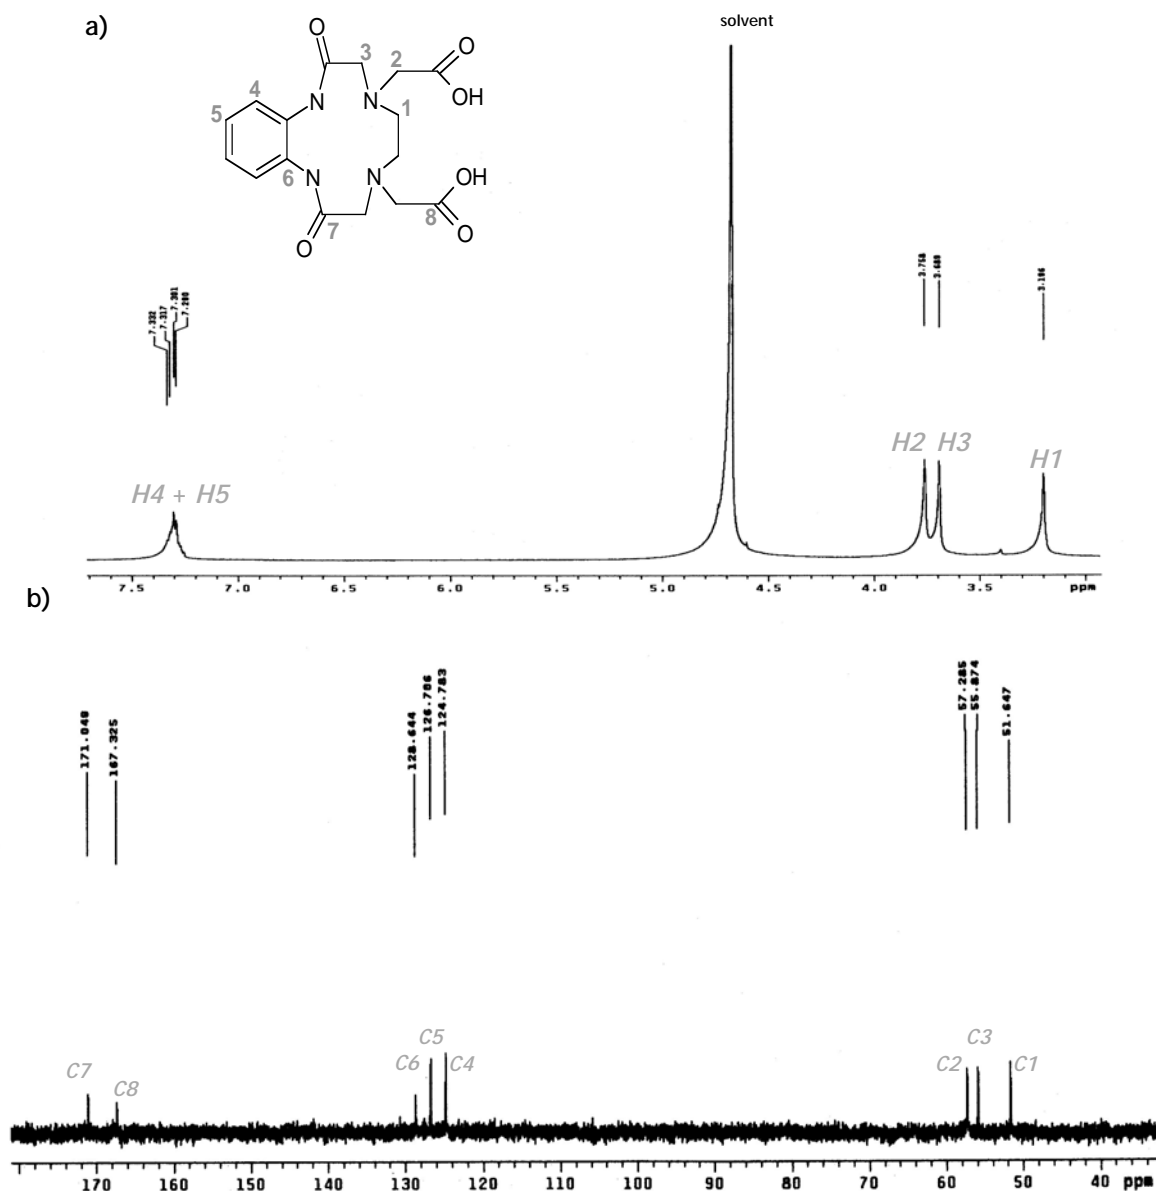 a)
solvent
O
3
2
O
4
N
N
OH
5
1
6
N
N
OH
7
8
O
O
7.332
7.317
7.301
7.290
3.758
3.689
3.196
H4 + H5
H2 H3
H1
7.5 7.0 6.5 6.0 5.5 5.0 4.5 4.0 3.5 ppm
b)
171.040
167.325
128.644
126.786
124.783
57.285
55.874
51.647
C7
C8
C6
C5
C4
C2
C3
C1
170 160 150 140 130 120 110 100 90 80 70 60 50 40 ppm